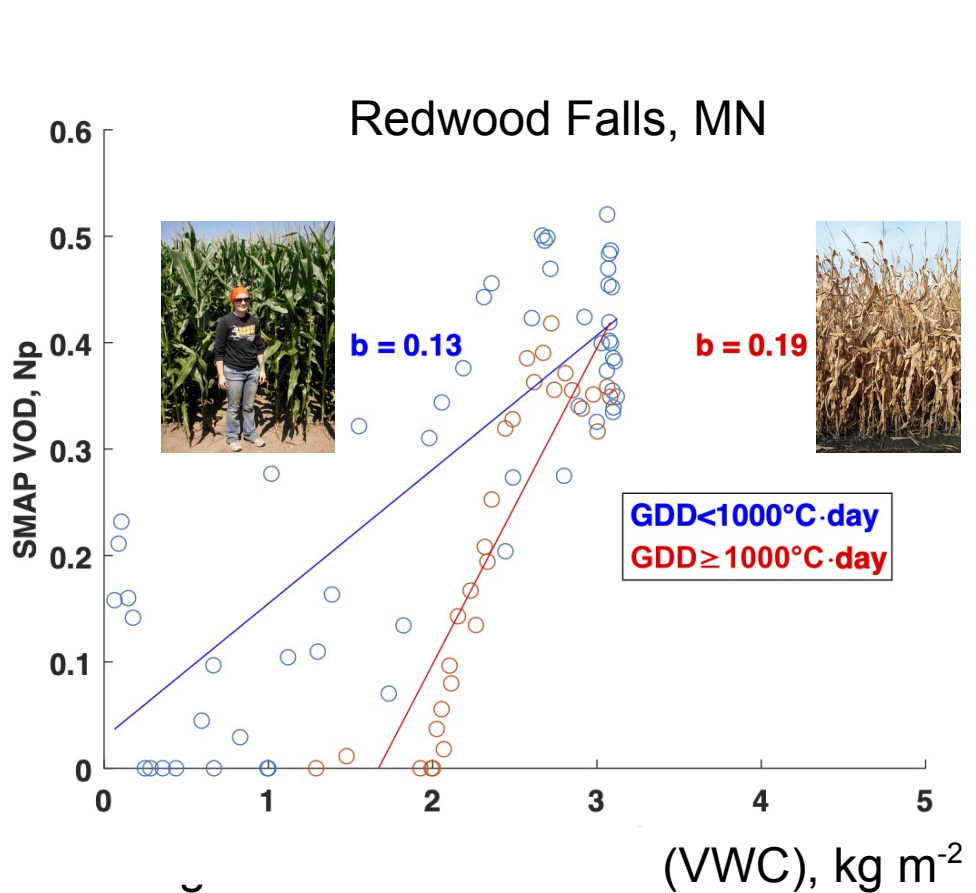 Redwood Falls, MN
0.6
0.5
0.4
0.3
0.2
0.1
0
SMAP VOD, Np
b = 0.13
b = 0.19
GDD<1000°C·day
GDD≥1000°C·day
0 1 2 3 4 5
(VWC), kg m⁻²